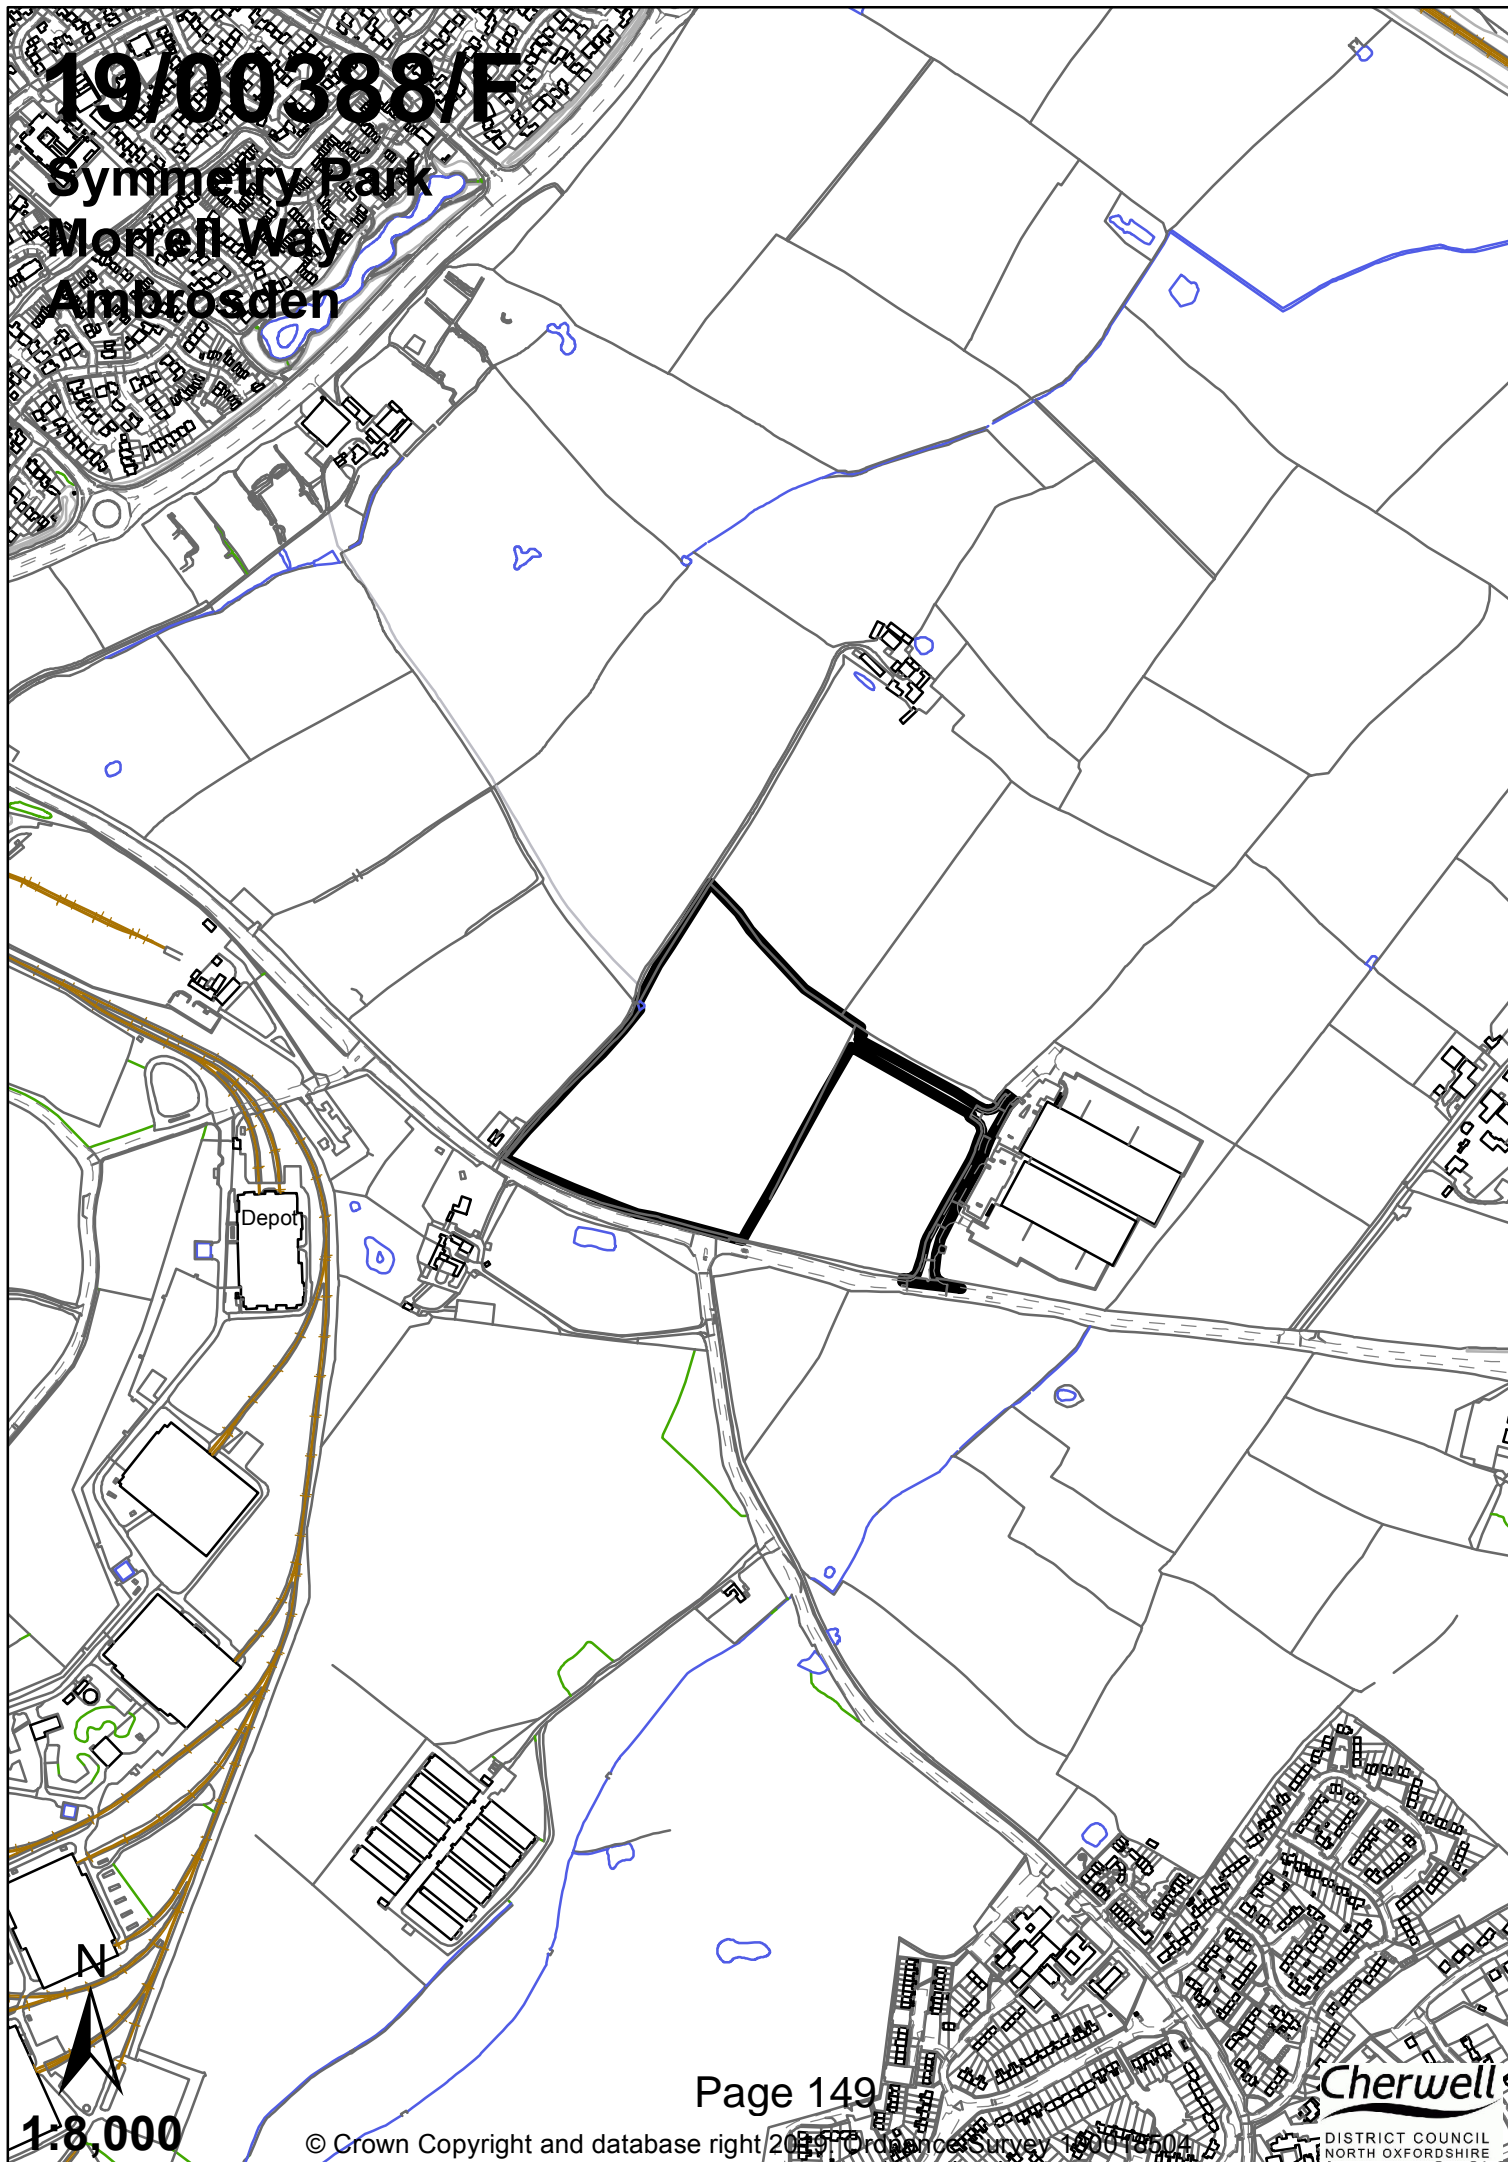 19/00388/F
Symmetry Park
Morrell Way
Ambrosden
Depot
N
1:8,000
Page 149
© Crown Copyright and database right 2019. Ordnance Survey 100018504
Cherwell
DISTRICT COUNCIL
NORTH OXFORDSHIRE